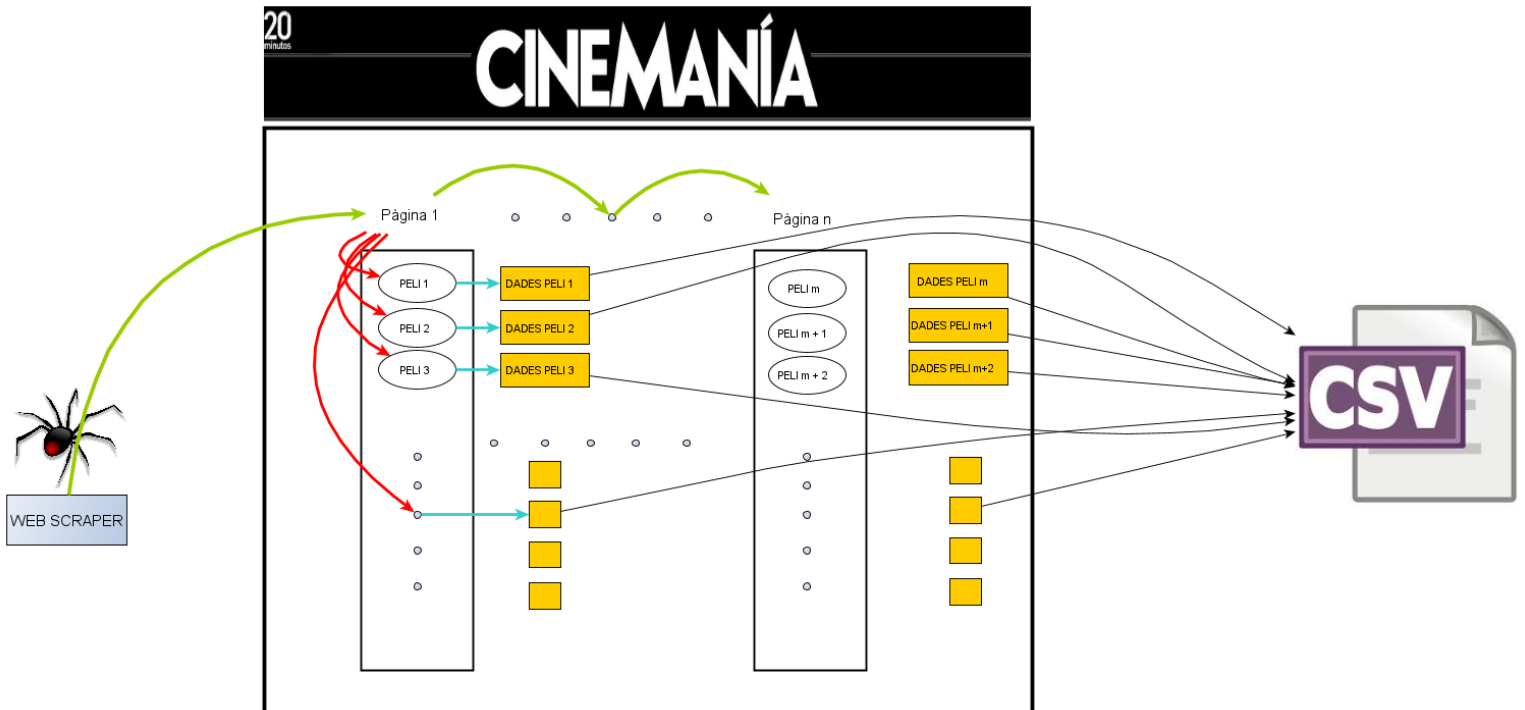 20
minutos
CINEMANÍA
Pàgina 1
Pàgina n
PELI 1
DADES PELI 1
PELI 2
DADES PELI 2
PELI 3
DADES PELI 3
PELI m
DADES PELI m
PELI m + 1
DADES PELI m+1
PELI m + 2
DADES PELI m+2
WEB SCRAPER
CSV